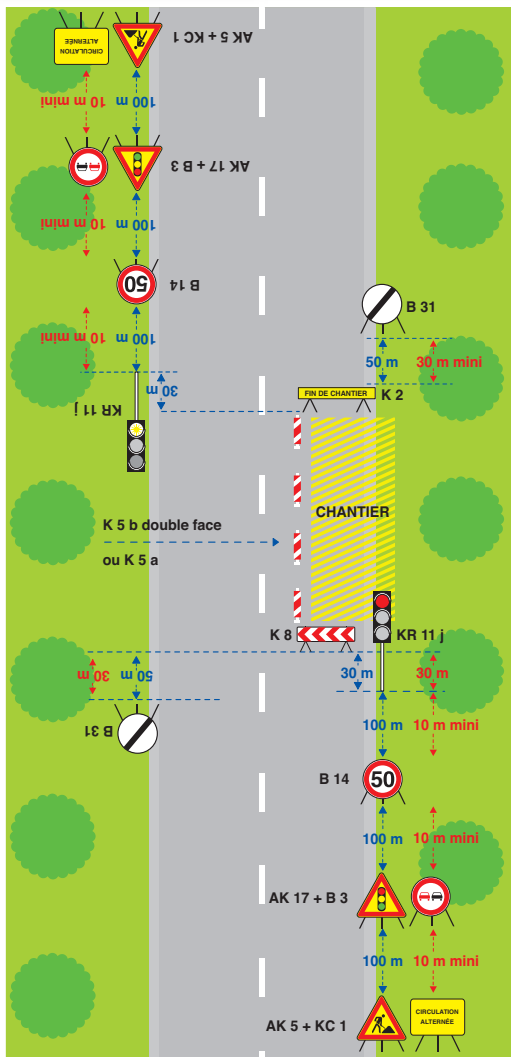 CIRCULATION
ALTERNÉE
AK 5 + KC 1
10 m mini
100 m
AK 17 + B 3
10 m mini
100 m
50
B 14
10 m mini
100 m
30 m
KR 11 j
B 31
50 m
30 m mini
FIN DE CHANTIER
K 2
CHANTIER
K 5 b double face
ou K 5 a
K 8
KR 11 j
30 m
50 m
30 m
30 m
B 31
100 m
10 m mini
B 14
50
100 m
10 m mini
AK 17 + B 3
100 m
10 m mini
AK 5 + KC 1
CIRCULATION
ALTERNÉE